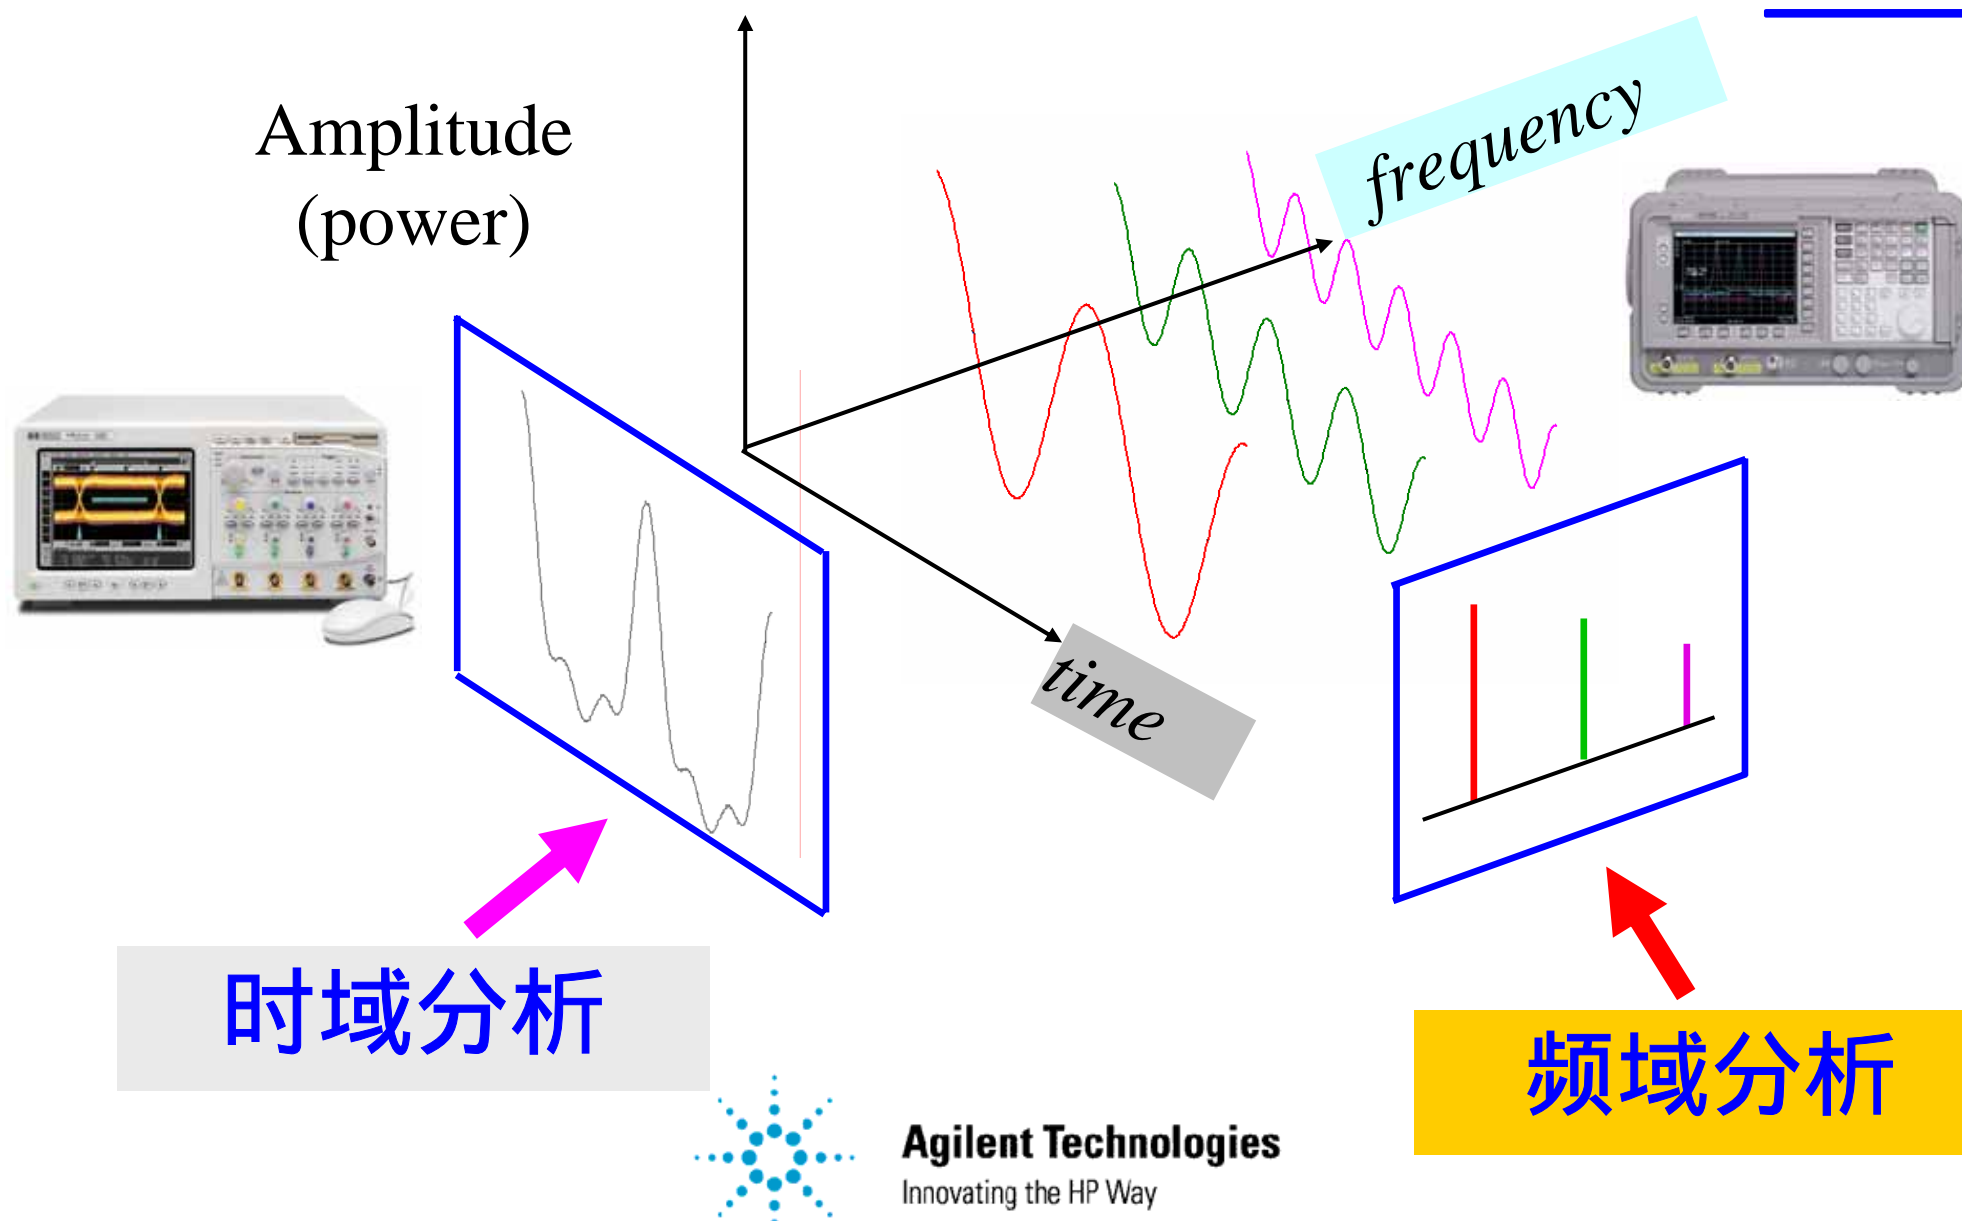 Amplitude
(power)
frequency
time
时域分析
频域分析
Agilent Technologies
Innovating the HP Way